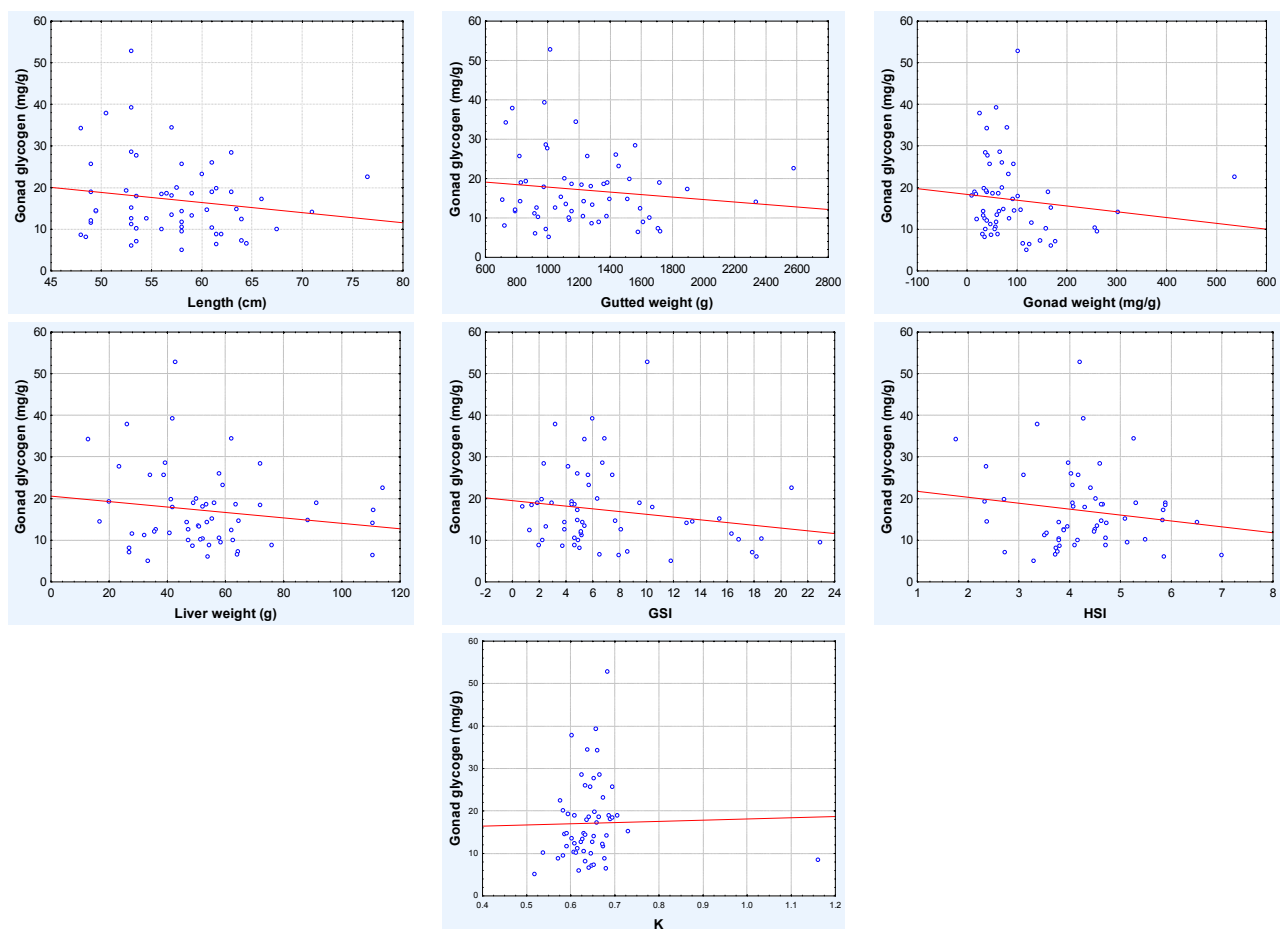 60 50 40 30 20 10 0
Gonad glycogen (mg/g)
45 50 55 60 65 70 75 80
Length (cm)
60 50 40 30 20 10 0
Gonad glycogen (mg/g)
600 800 1000 1200 1400 1600 1800 2000 2200 2400 2600 2800
Gutted weight (g)
60 50 40 30 20 10 0
Gonad glycogen (mg/g)
-100 0 100 200 300 400 500 600
Gonad weight (mg/g)
60 50 40 30 20 10 0
Gonad glycogen (mg/g)
0 20 40 60 80 100 120
Liver weight (g)
60 50 40 30 20 10 0
Gonad glycogen (mg/g)
-2 0 2 4 6 8 10 12 14 16 18 20 22 24
GSI
60 50 40 30 20 10 0
Gonad glycogen (mg/g)
1 2 3 4 5 6 7 8
HSI
60 50 40 30 20 10 0
Gonad glycogen (mg/g)
0.4 0.5 0.6 0.7 0.8 0.9 1.0 1.1 1.2
K